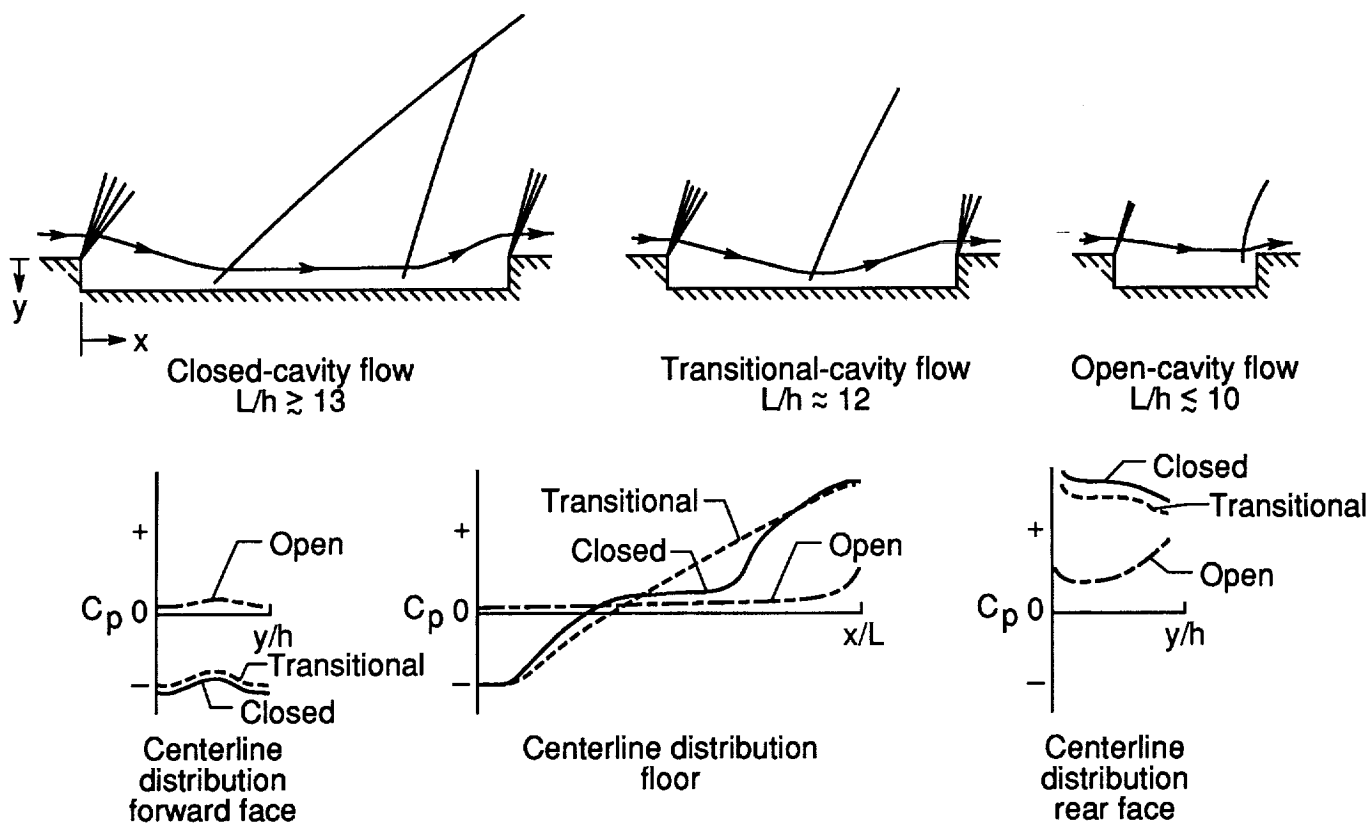 y
x
Closed-cavity flow
L/h ≳ 13
Transitional-cavity flow
L/h ≈ 12
Open-cavity flow
L/h ≲ 10
+
Open
Cp 0
y/h
Transitional
−
Closed
Centerline
distribution
forward face
Transitional
+
Closed
Open
Cp 0
x/L
−
Centerline distribution
floor
Closed
Transitional
+
Open
Cp 0
y/h
−
Centerline
distribution
rear face